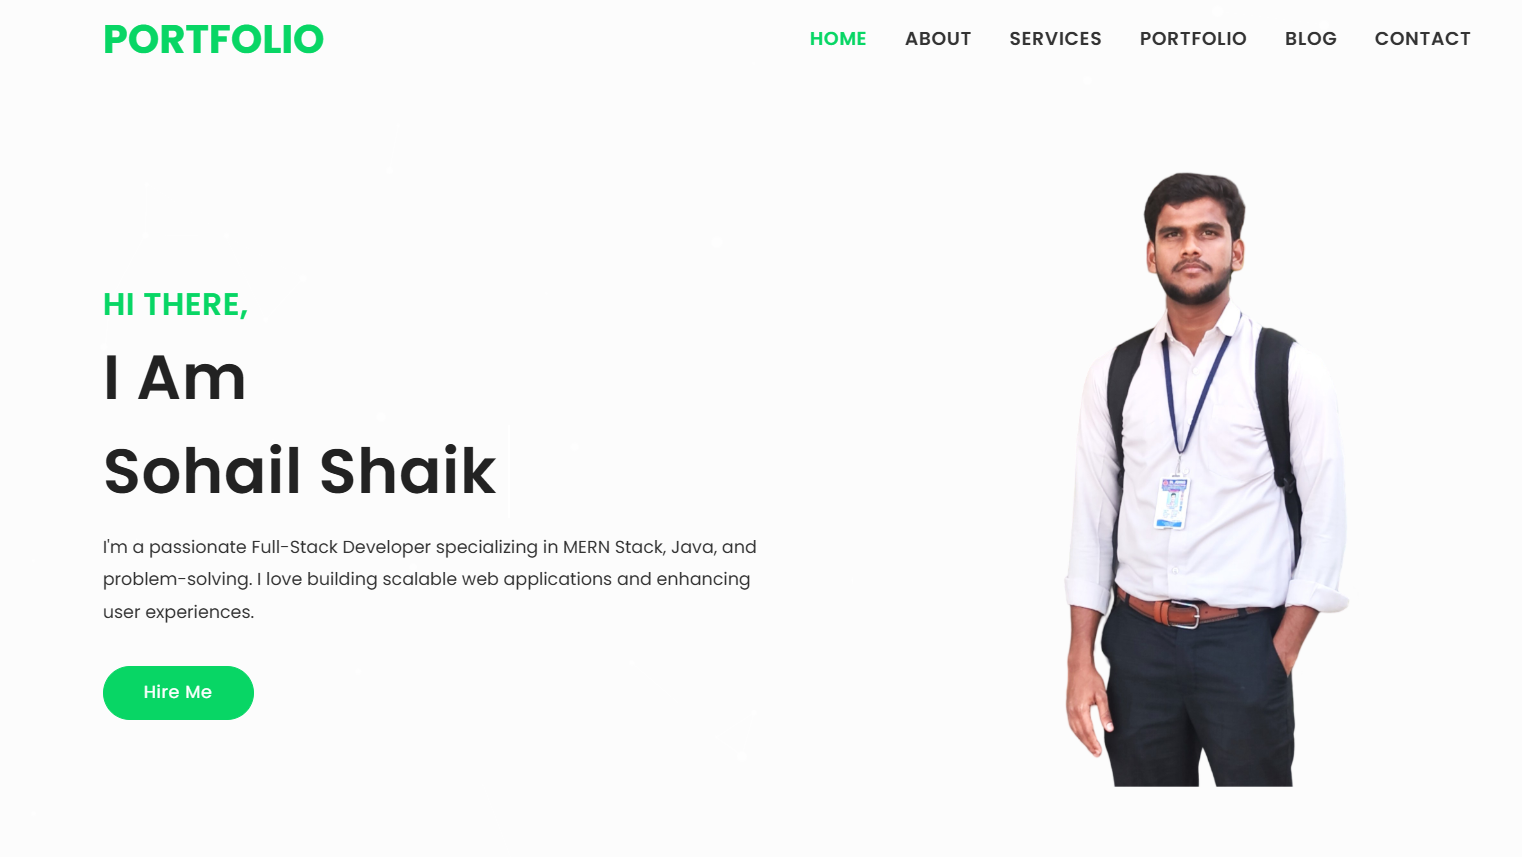 PORTFOLIO
HOME ABOUT SERVICES PORTFOLIO BLOG CONTACT
HI THERE,
I Am
Sohail Shaik
I'm a passionate Full-Stack Developer specializing in MERN Stack, Java, and
problem-solving. I love building scalable web applications and enhancing
user experiences.
Hire Me